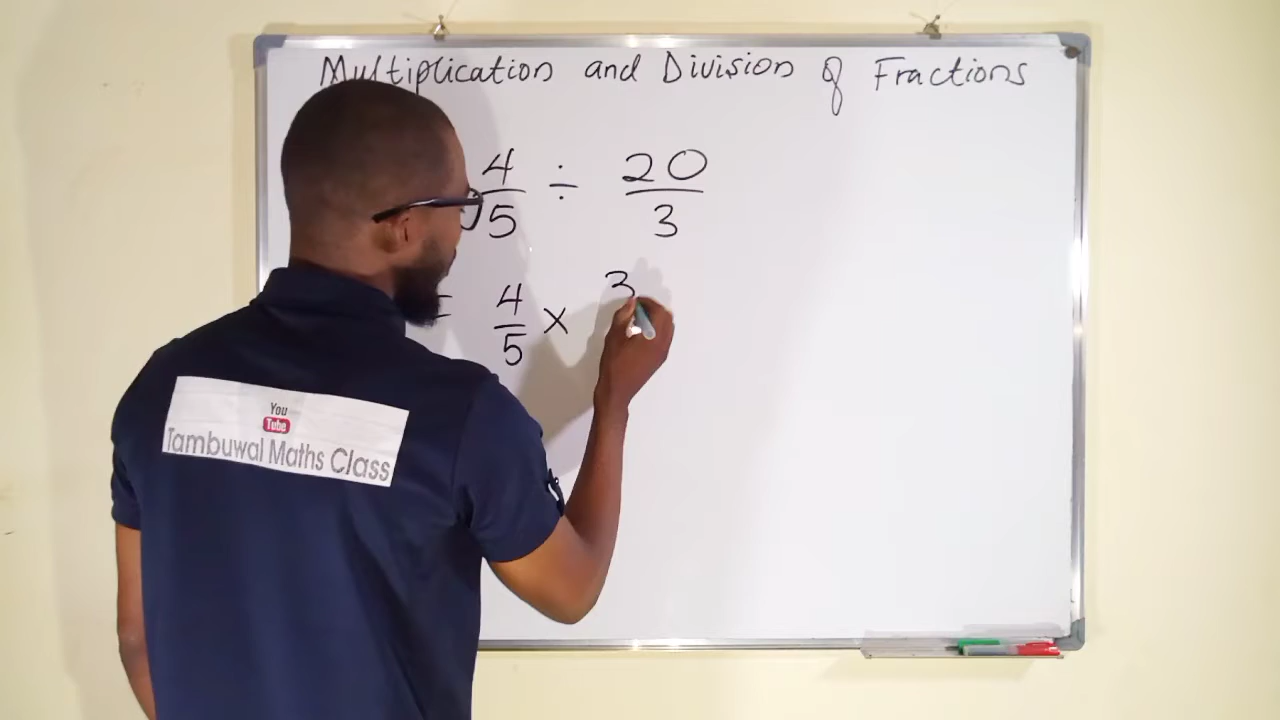 Multiplication and Division of Fractions
4/5 ÷ 20/3
= 4/5 × 3
You Tube
Tambuwal Maths Class